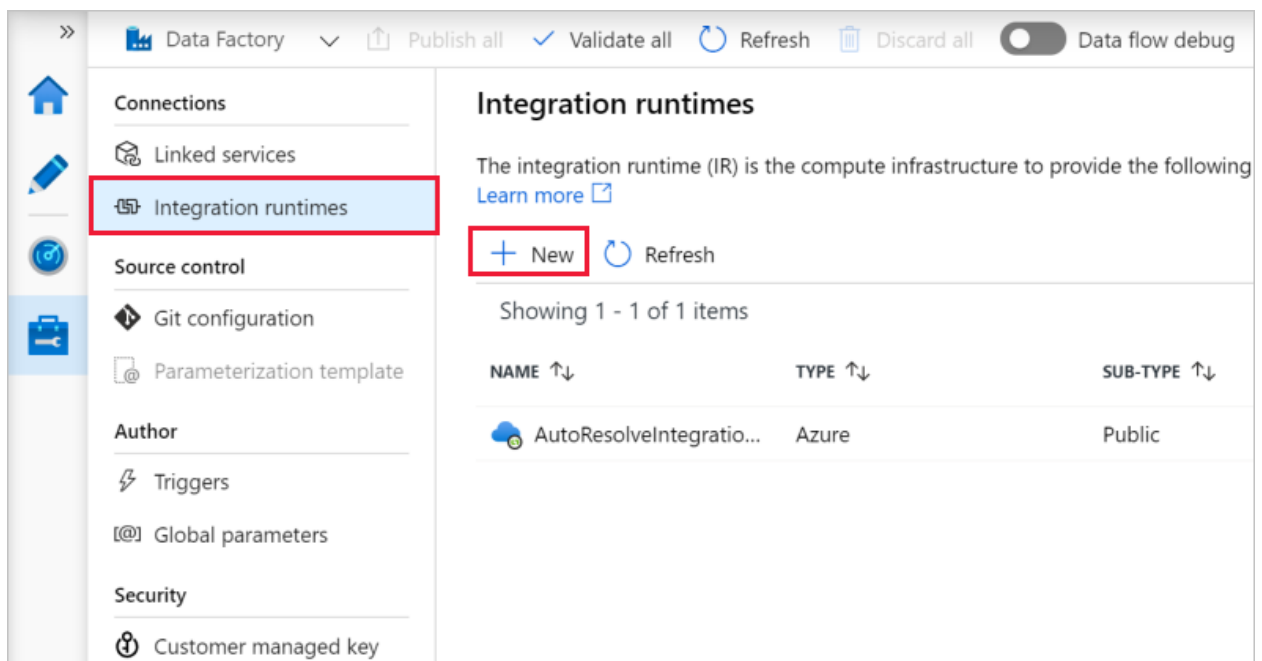 »
Data Factory Publish all Validate all Refresh Discard all Data flow debug
Connections
Linked services
Integration runtimes
Source control
Git configuration
Parameterization template
Author
Triggers
Global parameters
Security
Customer managed key
Integration runtimes
The integration runtime (IR) is the compute infrastructure to provide the following
Learn more
+ New Refresh
Showing 1 - 1 of 1 items
NAME ↑↓ TYPE ↑↓ SUB-TYPE ↑↓
AutoResolveIntegratio... Azure Public